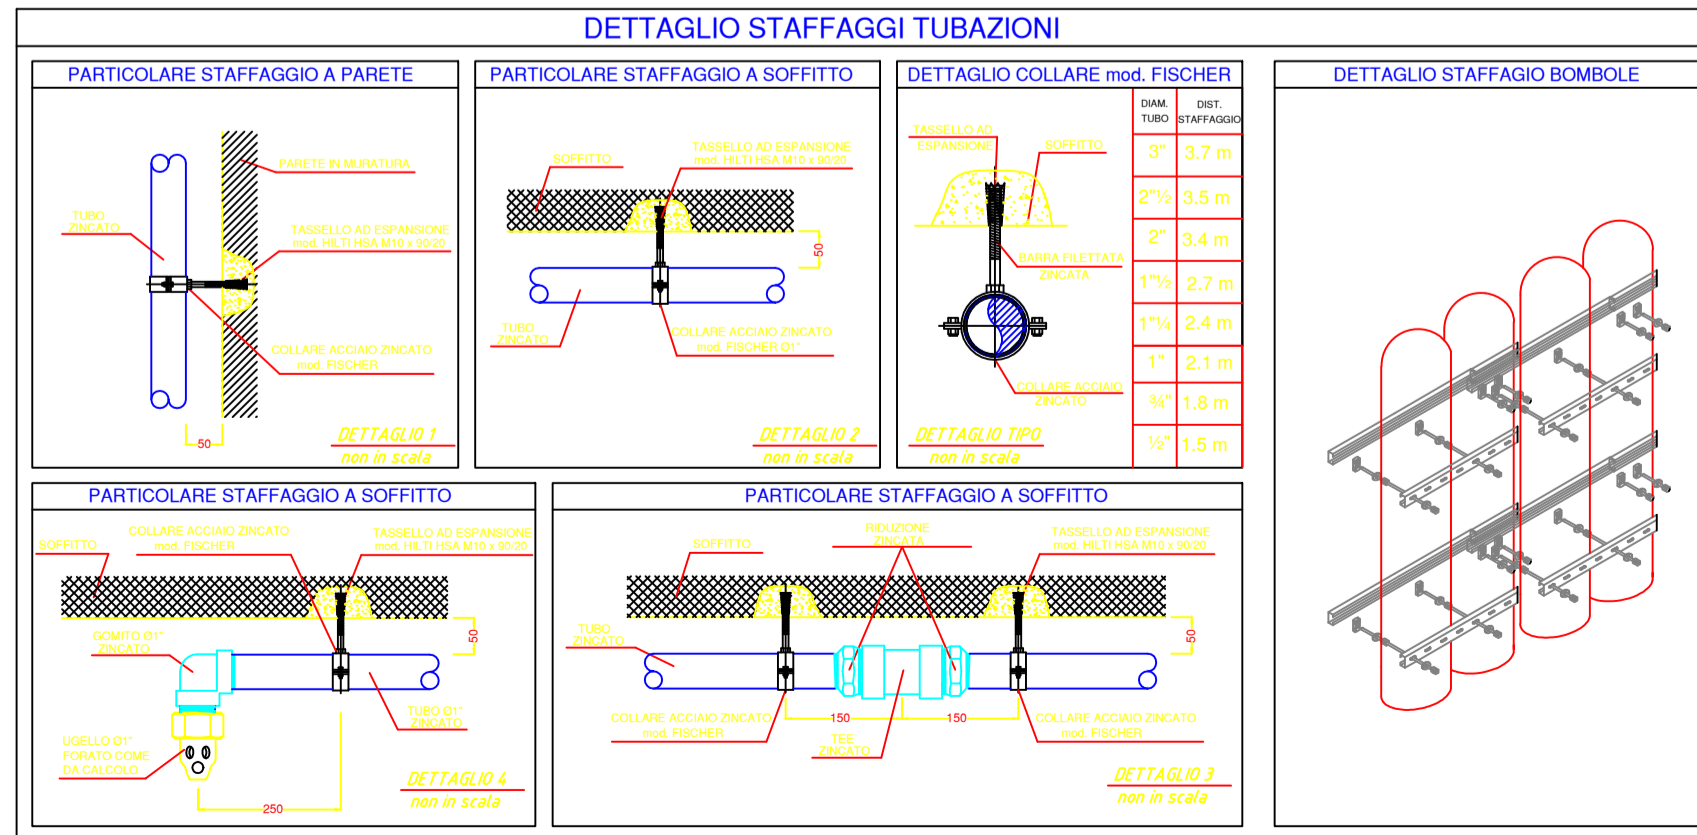 DETTAGLIO STAFFAGGI TUBAZIONI
PARTICOLARE STAFFAGGIO A PARETE
PARETE IN MURATURA
TUBO
ZINCATO
TASSELLO AD ESPANSIONE
mod. HILTI HSA M10 x 90/20
COLLARE ACCIAIO ZINCATO
mod. FISCHER
50
DETTAGLIO 1
non in scala
PARTICOLARE STAFFAGGIO A SOFFITTO
SOFFITTO
TASSELLO AD ESPANSIONE
mod. HILTI HSA M10 x 90/20
50
TUBO
ZINCATO
COLLARE ACCIAIO ZINCATO
mod. FISCHER Ø1"
DETTAGLIO 2
non in scala
DETTAGLIO COLLARE mod. FISCHER
TASSELLO AD
ESPANSIONE
SOFFITTO
BARRA FILETTATA
ZINCATA
COLLARE ACCIAIO
ZINCATO
DETTAGLIO TIPO
non in scala
DIAM. TUBO DIST. STAFFAGGIO
3" 3.7 m
2"½ 3.5 m
2" 3.4 m
1"½ 2.7 m
1"¼ 2.4 m
1" 2.1 m
¾" 1.8 m
½" 1.5 m
DETTAGLIO STAFFAGIO BOMBOLE
PARTICOLARE STAFFAGGIO A SOFFITTO
SOFFITTO
COLLARE ACCIAIO ZINCATO
mod. FISCHER
TASSELLO AD ESPANSIONE
mod. HILTI HSA M10 x 90/20
GOMITO Ø1"
ZINCATO
50
TUBO Ø1"
ZINCATO
UGELLO Ø1"
FORATO COME
DA CALCOLO
250
DETTAGLIO 4
non in scala
PARTICOLARE STAFFAGGIO A SOFFITTO
SOFFITTO
RIDUZIONE
ZINCATA
TASSELLO AD ESPANSIONE
mod. HILTI HSA M10 x 90/20
TUBO
ZINCATO
50
COLLARE ACCIAIO ZINCATO
mod. FISCHER
150
150
TEE
ZINCATO
COLLARE ACCIAIO ZINCATO
mod. FISCHER
DETTAGLIO 3
non in scala